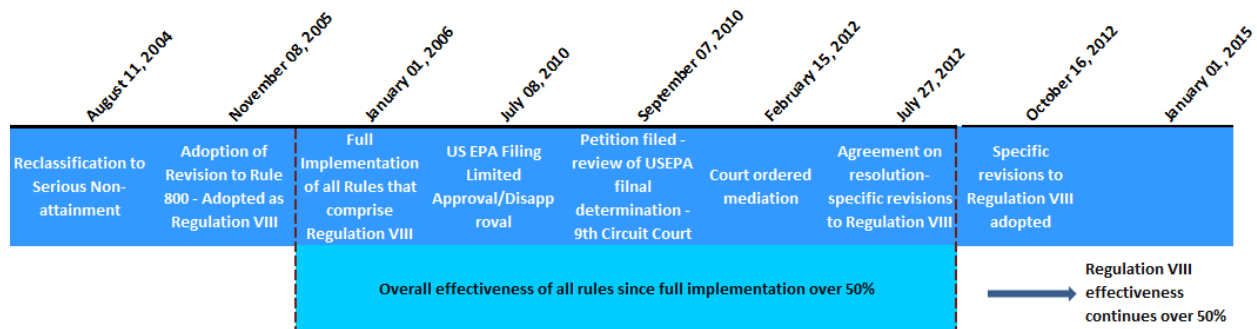 August 11, 2004
November 08, 2005
January 01, 2006
July 08, 2010
September 07, 2010
February 15, 2012
July 27, 2012
October 16, 2012
January 01, 2015
Reclassification to
Serious Non-
attainment
Adoption of
Revision to Rule
800 - Adopted as
Regulation VIII
Full
Implementation
of all Rules that
comprise
Regulation VIII
US EPA Filing
Limited
Approval/Disapp
roval
Petition filed -
review of USEPA
filnal
determination -
9th Circuit Court
Court ordered
mediation
Agreement on
resolution-
specific revisions
to Regulation VIII
Specific
revisions to
Regulation VIII
adopted
Overall effectiveness of all rules since full implementation over 50%
Regulation VIII
effectiveness
continues over 50%